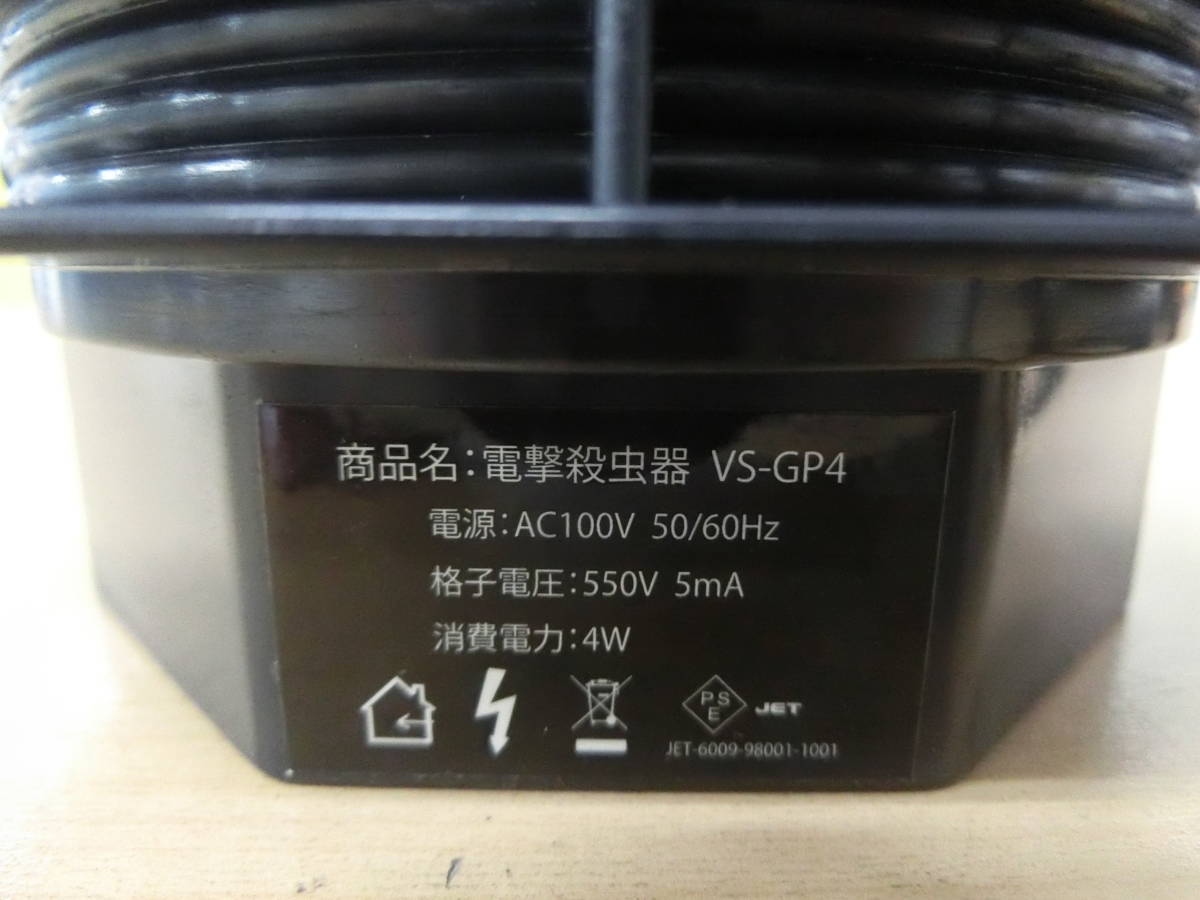 商品名：電撃殺虫器 VS-GP4
電源：AC100V 50/60Hz
格子電圧：550V 5mA
消費電力：4W
PSE JET
JET-6009-98001-1001